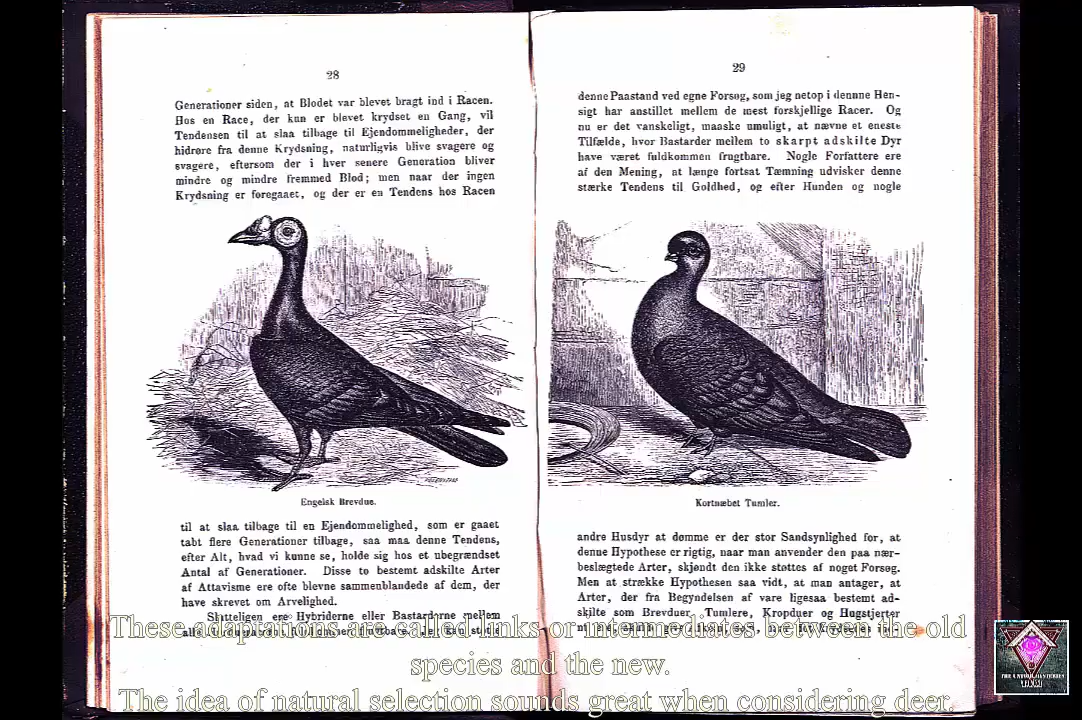 28
Generationer siden, at Blodet var blevet bragt ind i Racen.
Hos en Race, der kun er blevet krydset en Gang, vil
Tendensen til at slaa tilbage til Ejendommeligheder, der
hidrøre fra denne Krydsning, naturligvis blive svagere og
svagere, eftersom der i hver senere Generation bliver
mindre og mindre fremmed Blod; men naar der ingen
Krydsning er foregaaet, og der er en Tendens hos Racen
Engelsk Brevdue.
til at slaa tilbage til en Ejendommelighed, som er gaaet
tabt flere Generationer tilbage, saa maa denne Tendens,
efter Alt, hvad vi kunne se, holde sig hos et ubegrændset
Antal af Generationer. Disse to bestemt adskilte Arter
af Attavisme ere ofte blevne sammenblandede af dem, der
have skrevet om Arvelighed.
Slutteligen ere Hybriderne eller Bastarderne mellem
29
denne Paastand ved egne Forsøg, som jeg netop i denne Hen-
sigt har anstillet mellem de mest forskjellige Racer. Og
nu er det vanskeligt, maaske umuligt, at nævne et eneste
Tilfælde, hvor Bastarder mellem to skarpt adskilte Dyr
have været fuldkommen frugtbare. Nogle Forfattere ere
af den Mening, at længe fortsat Tæmning udvisker denne
stærke Tendens til Goldhed, og efter Hunden og nogle
Kortnæbet Tumler.
andre Husdyr at dømme er der stor Sandsynlighed for, at
denne Hypothese er rigtig, naar man anvender den paa nær-
beslægtede Arter, skjøndt den ikke støttes af noget Forsøg.
Men at strække Hypothesen saa vidt, at man antager, at
Arter, der fra Begyndelsen af vare ligesaa bestemt ad-
skilte som Brevduer, Tumlere, Kropduer og Høgstjerter
These adaptations are called links or intermediates between the old
species and the new.
The idea of natural selection sounds great when considering deer.